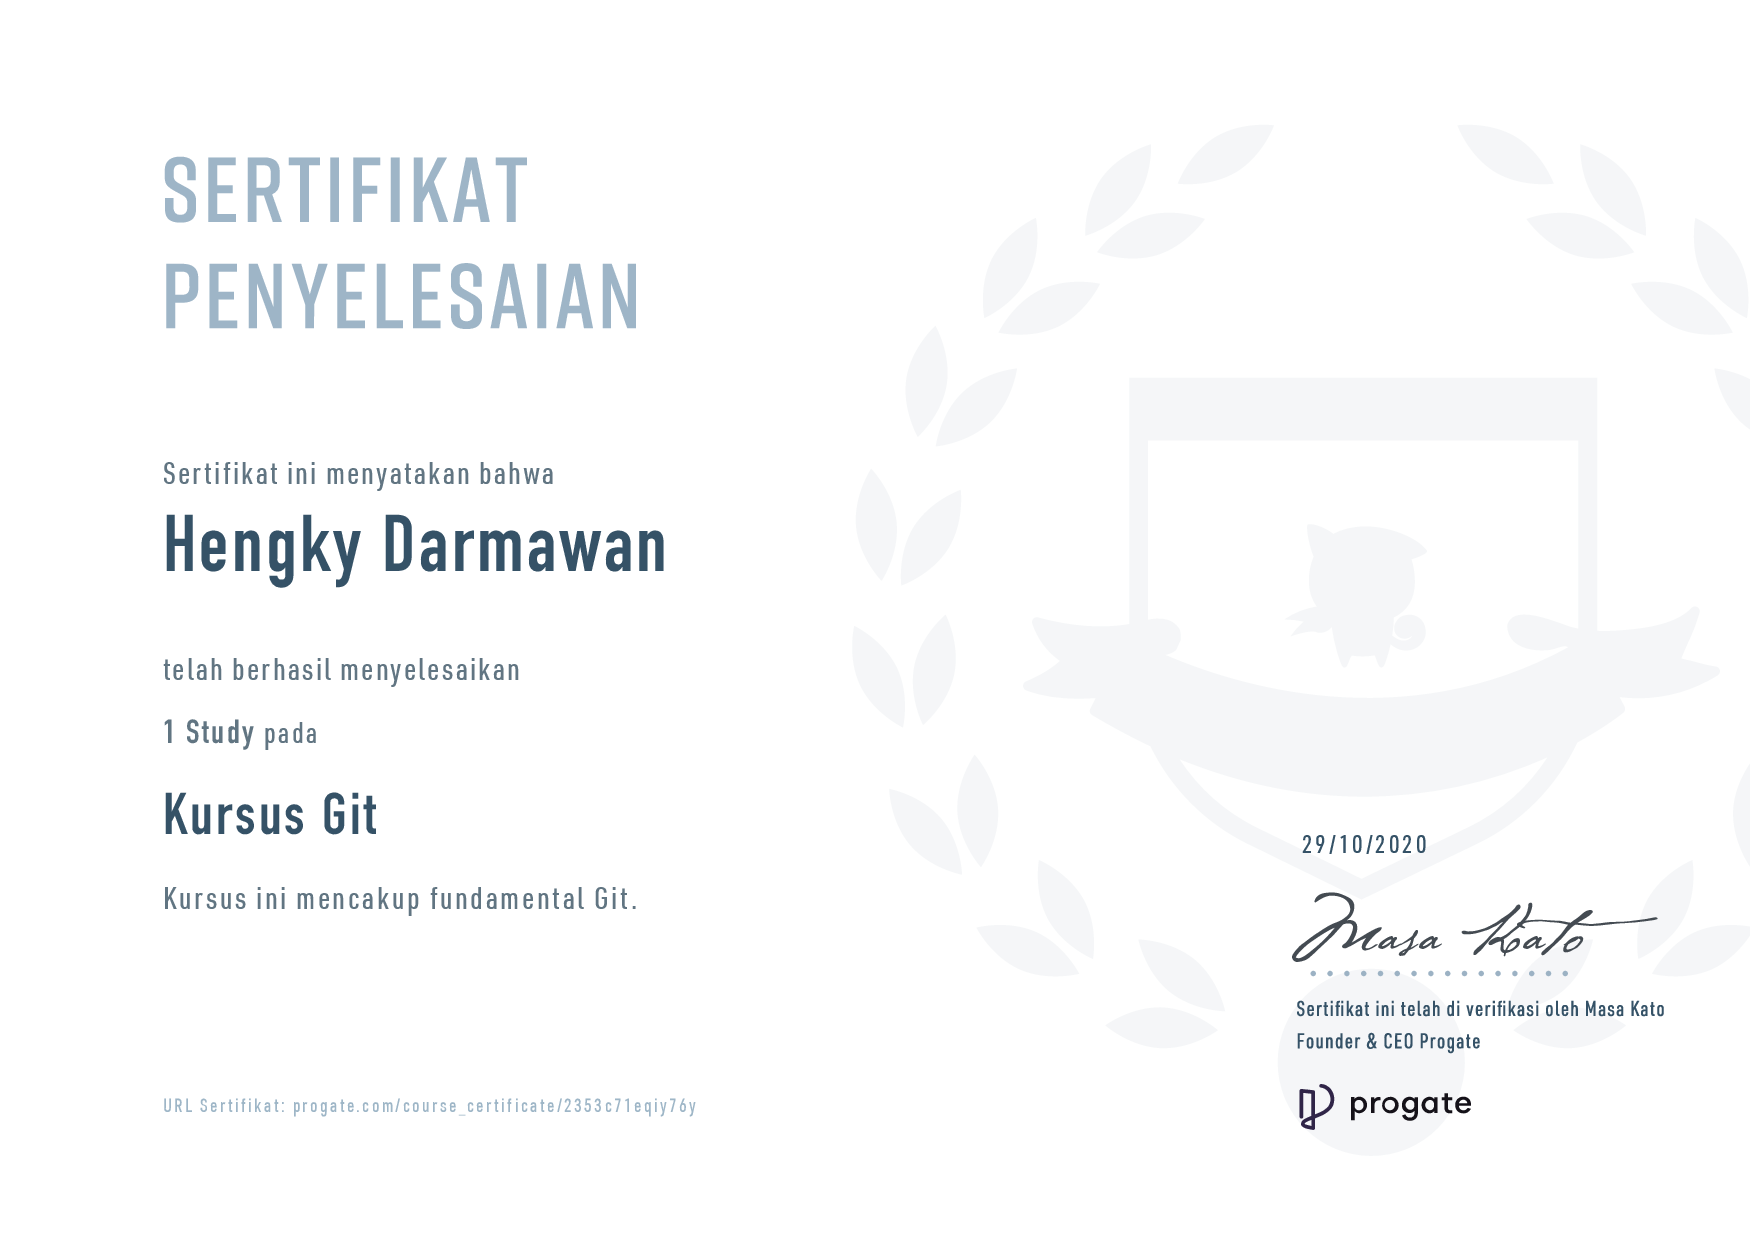 SERTIFIKAT
PENYELESAIAN
Sertifikat ini menyatakan bahwa
Hengky Darmawan
telah berhasil menyelesaikan
1 Study pada
Kursus Git
Kursus ini mencakup fundamental Git.
29/10/2020
Masa Kato
Sertifikat ini telah di verifikasi oleh Masa Kato
Founder & CEO Progate
URL Sertifikat: progate.com/course_certificate/2353c71eqiy76y
progate